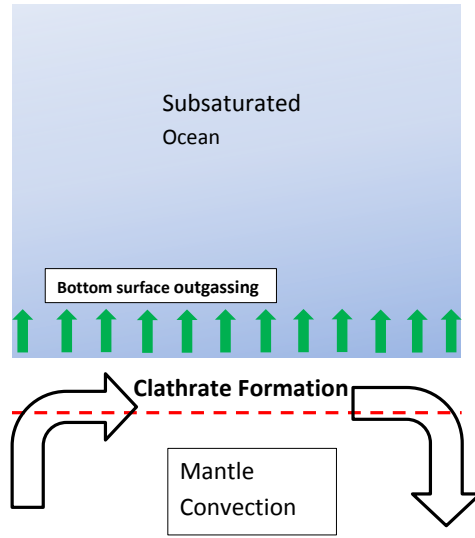 Subsaturated
Ocean
Bottom surface outgassing
Clathrate Formation
Mantle
Convection